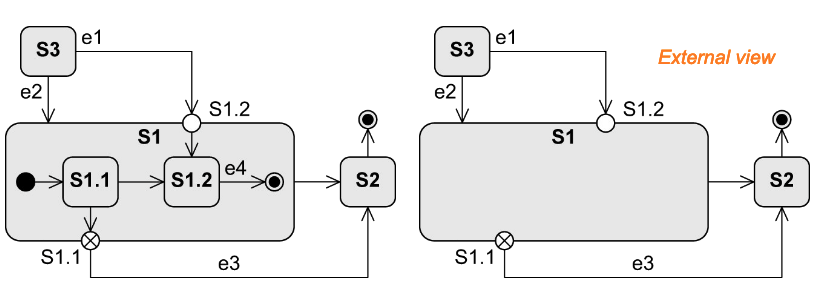 S3 e1
e2
S1.2
S1
S1.1 S1.2 e4
S2
S1.1
e3
S3 e1
External view
e2
S1.2
S1
S2
S1.1
e3